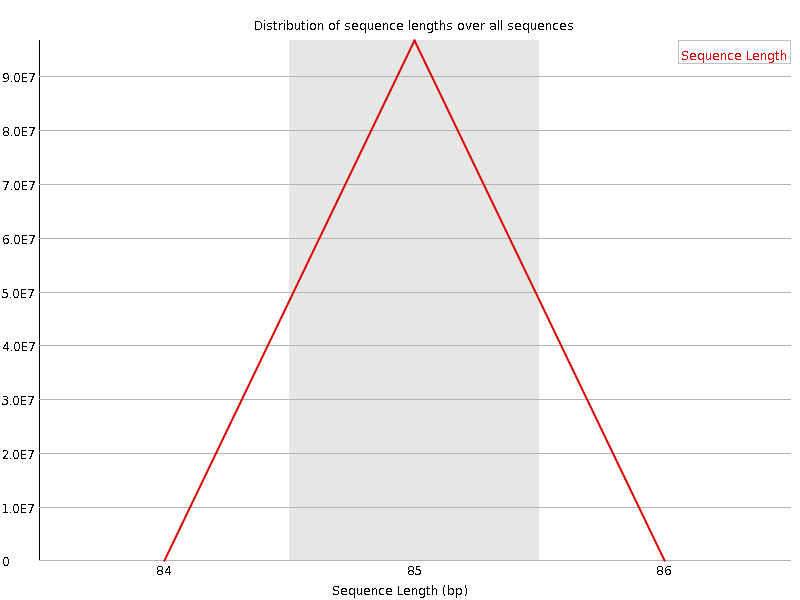 Distribution of sequence lengths over all sequences
Sequence Length
9.0E7
8.0E7
7.0E7
6.0E7
5.0E7
4.0E7
3.0E7
2.0E7
1.0E7
0
84 85 86
Sequence Length (bp)